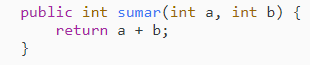 public int sumar(int a, int b) {
    return a + b;
}